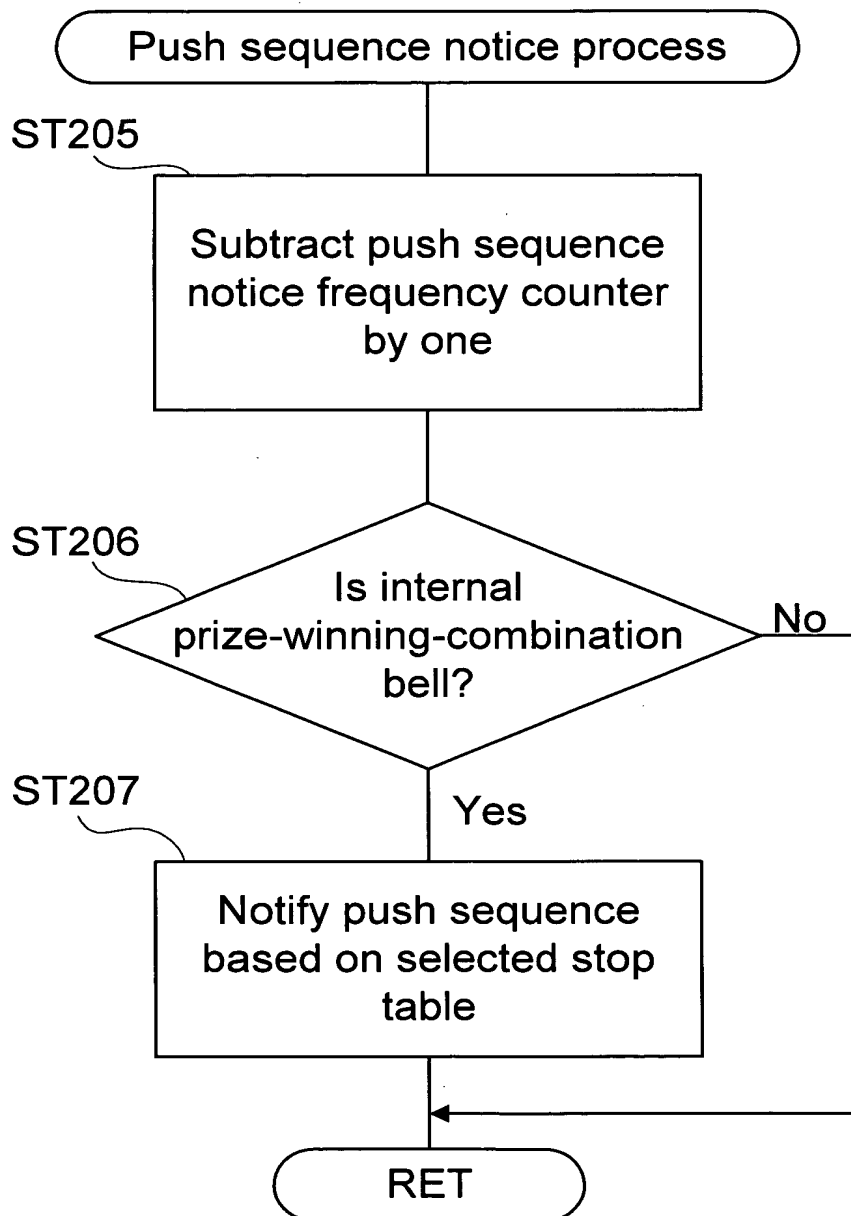 Push sequence notice process
ST205
Subtract push sequence
notice frequency counter
by one
ST206
Is internal
prize-winning-combination
bell?
No
ST207
Yes
Notify push sequence
based on selected stop
table
RET